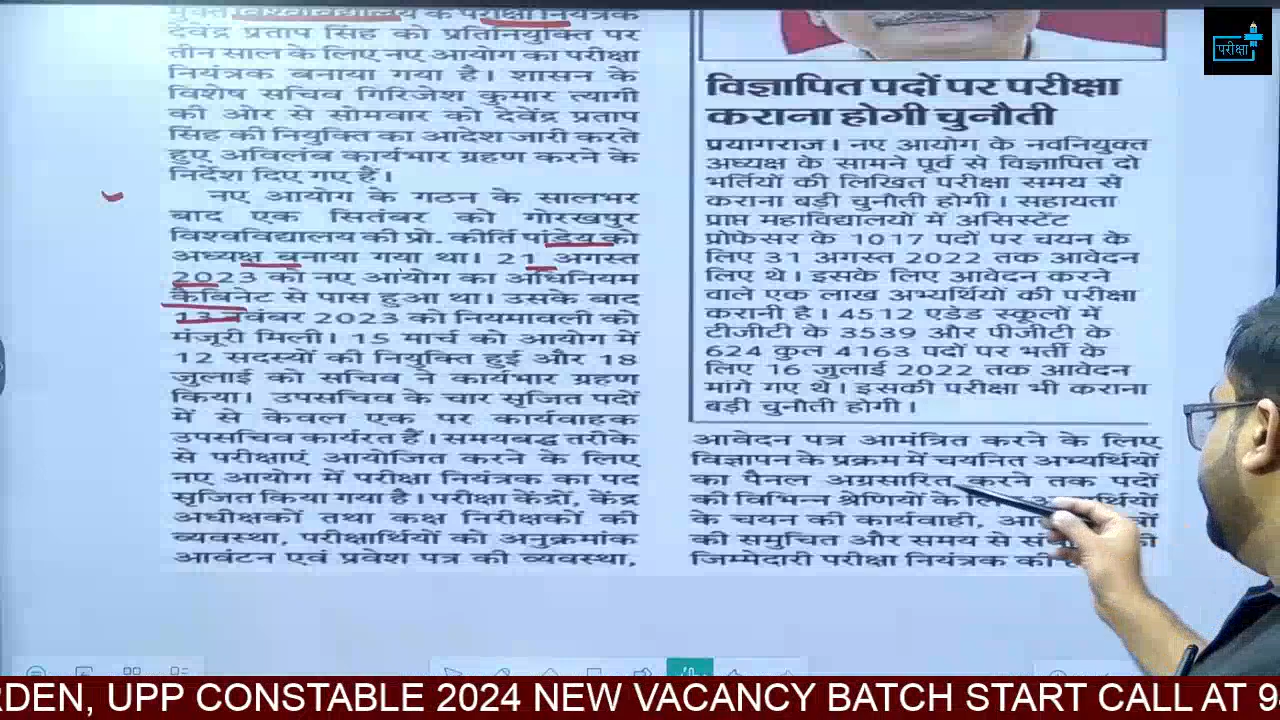 मुक्त विश्वविद्यालय के परीक्षा नियंत्रक
देवेंद्र प्रताप सिंह को प्रतिनियुक्ति पर
तीन साल के लिए नए आयोग का परीक्षा
नियंत्रक बनाया गया है। शासन के
विशेष सचिव गिरिजेश कुमार त्यागी
की ओर से सोमवार को देवेंद्र प्रताप
सिंह की नियुक्ति का आदेश जारी करते
हुए अविलंब कार्यभार ग्रहण करने के
निर्देश दिए गए हैं।
नए आयोग के गठन के सालभर
बाद एक सितंबर को गोरखपुर
विश्वविद्यालय की प्रो. कीर्ति पांडेय को
अध्यक्ष बनाया गया था। 21 अगस्त
2023 को नए आयोग का अधिनियम
कैबिनेट से पास हुआ था। उसके बाद
13 नवंबर 2023 को नियमावली को
मंजूरी मिली। 15 मार्च को आयोग में
12 सदस्यों की नियुक्ति हुई और 18
जुलाई को सचिव ने कार्यभार ग्रहण
किया। उपसचिव के चार सृजित पदों
में से केवल एक पर कार्यवाहक
उपसचिव कार्यरत हैं। समयबद्ध तरीके
से परीक्षाएं आयोजित करने के लिए
नए आयोग में परीक्षा नियंत्रक का पद
सृजित किया गया है। परीक्षा केंद्रों, केंद्र
अधीक्षकों तथा कक्ष निरीक्षकों की
व्यवस्था, परीक्षार्थियों को अनुक्रमांक
आवंटन एवं प्रवेश पत्र की व्यवस्था,
विज्ञापित पदों पर परीक्षा
कराना होगी चुनौती
प्रयागराज। नए आयोग के नवनियुक्त
अध्यक्ष के सामने पूर्व से विज्ञापित दो
भर्तियों की लिखित परीक्षा समय से
कराना बड़ी चुनौती होगी। सहायता
प्राप्त महाविद्यालयों में असिस्टेंट
प्रोफेसर के 1017 पदों पर चयन के
लिए 31 अगस्त 2022 तक आवेदन
लिए थे। इसके लिए आवेदन करने
वाले एक लाख अभ्यर्थियों की परीक्षा
करानी है। 4512 एडेड स्कूलों में
टीजीटी के 3539 और पीजीटी के
624 कुल 4163 पदों पर भर्ती के
लिए 16 जुलाई 2022 तक आवेदन
मांगे गए थे। इसकी परीक्षा भी कराना
बड़ी चुनौती होगी।
आवेदन पत्र आमंत्रित करने के लिए
विज्ञापन के प्रक्रम में चयनित अभ्यर्थियों
का पैनल अग्रसारित करने तक पदों
की विभिन्न श्रेणियों के
के चयन की कार्यवाही,
की समुचित और समय से
जिम्मेदारी परीक्षा नियंत्रक की
परीक्षा
RDEN, UPP CONSTABLE 2024 NEW VACANCY BATCH START CALL AT 9